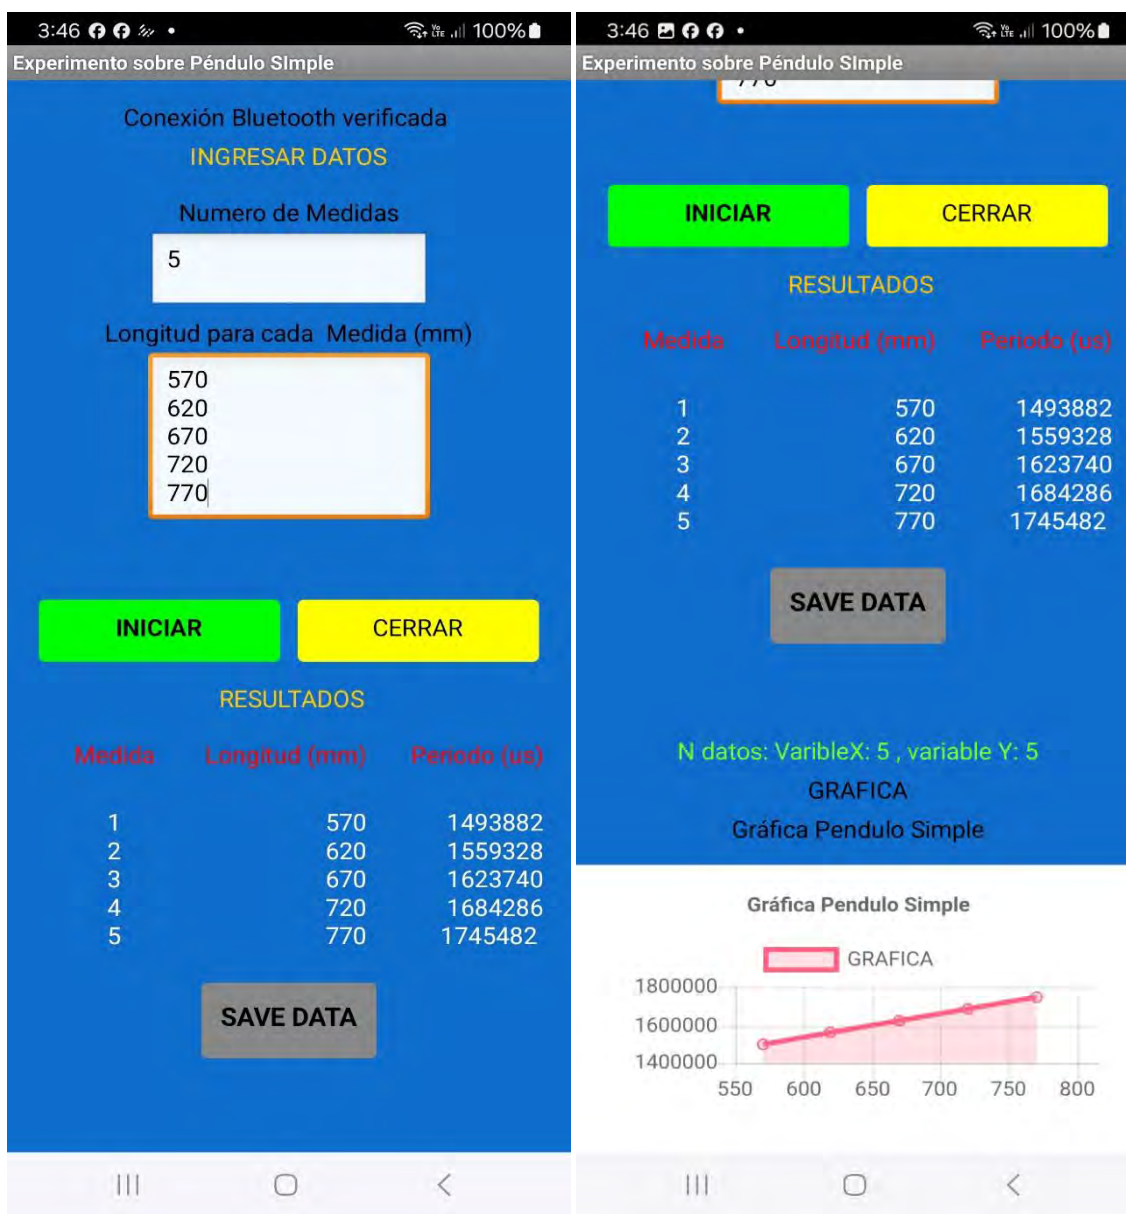 3:46 100%
Experimento sobre Péndulo SImple
Conexión Bluetooth verificada
INGRESAR DATOS
Numero de Medidas
5
Longitud para cada Medida (mm)
570
620
670
720
770
INICIAR CERRAR
RESULTADOS
Medida Longitud (mm) Periodo (us)
1 570 1493882
2 620 1559328
3 670 1623740
4 720 1684286
5 770 1745482
SAVE DATA
3:46 100%
Experimento sobre Péndulo SImple
770
INICIAR CERRAR
RESULTADOS
Medida Longitud (mm) Periodo (us)
1 570 1493882
2 620 1559328
3 670 1623740
4 720 1684286
5 770 1745482
SAVE DATA
N datos: VaribleX: 5 , variable Y: 5
GRAFICA
Gráfica Pendulo Simple
Gráfica Pendulo Simple
GRAFICA
1800000
1600000
1400000
550 600 650 700 750 800